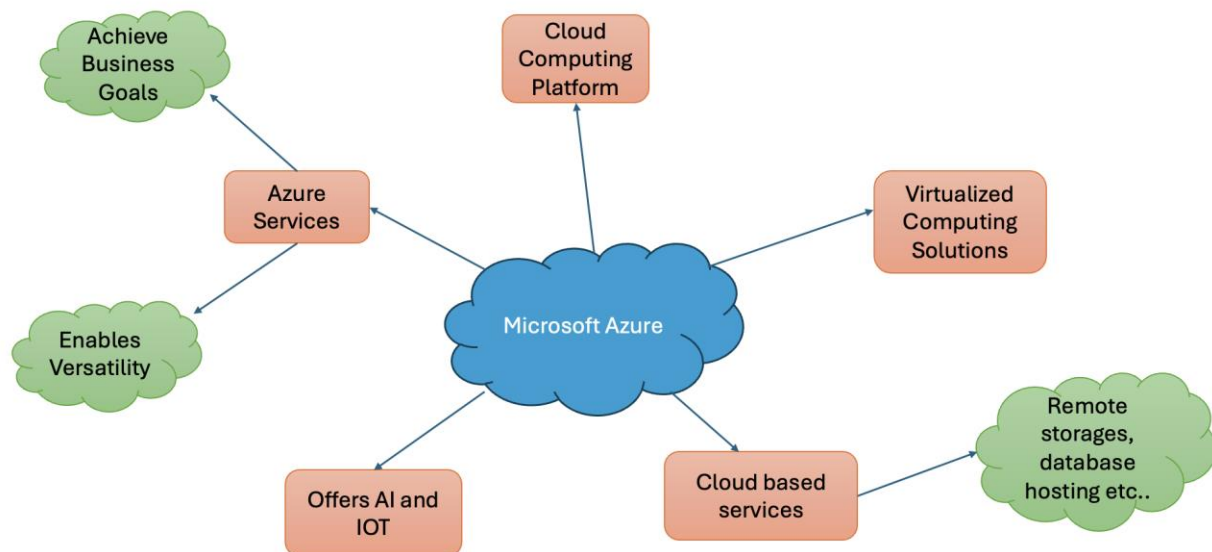 Achieve
Business
Goals
Cloud
Computing
Platform
Azure
Services
Virtualized
Computing
Solutions
Microsoft Azure
Enables
Versatility
Remote
storages,
database
hosting etc..
Offers AI and
IOT
Cloud based
services